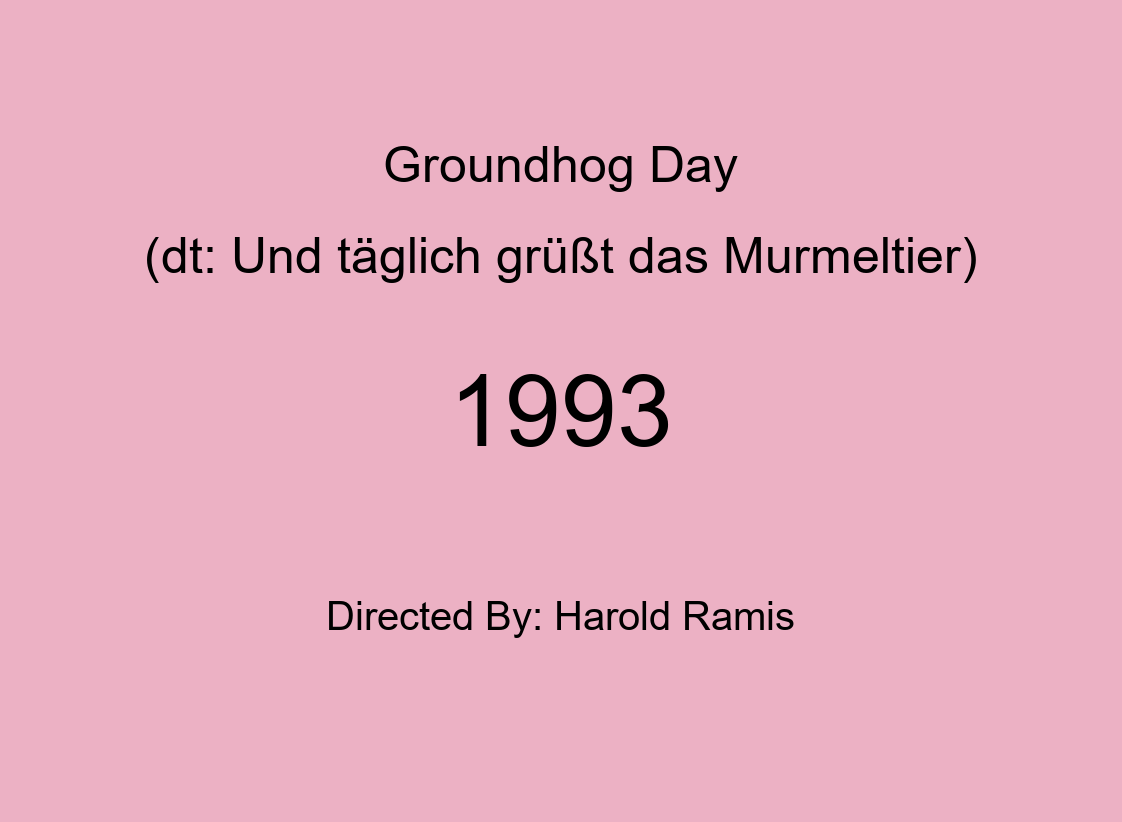 Groundhog Day
(dt: Und täglich grüßt das Murmeltier)
1993
Directed By: Harold Ramis